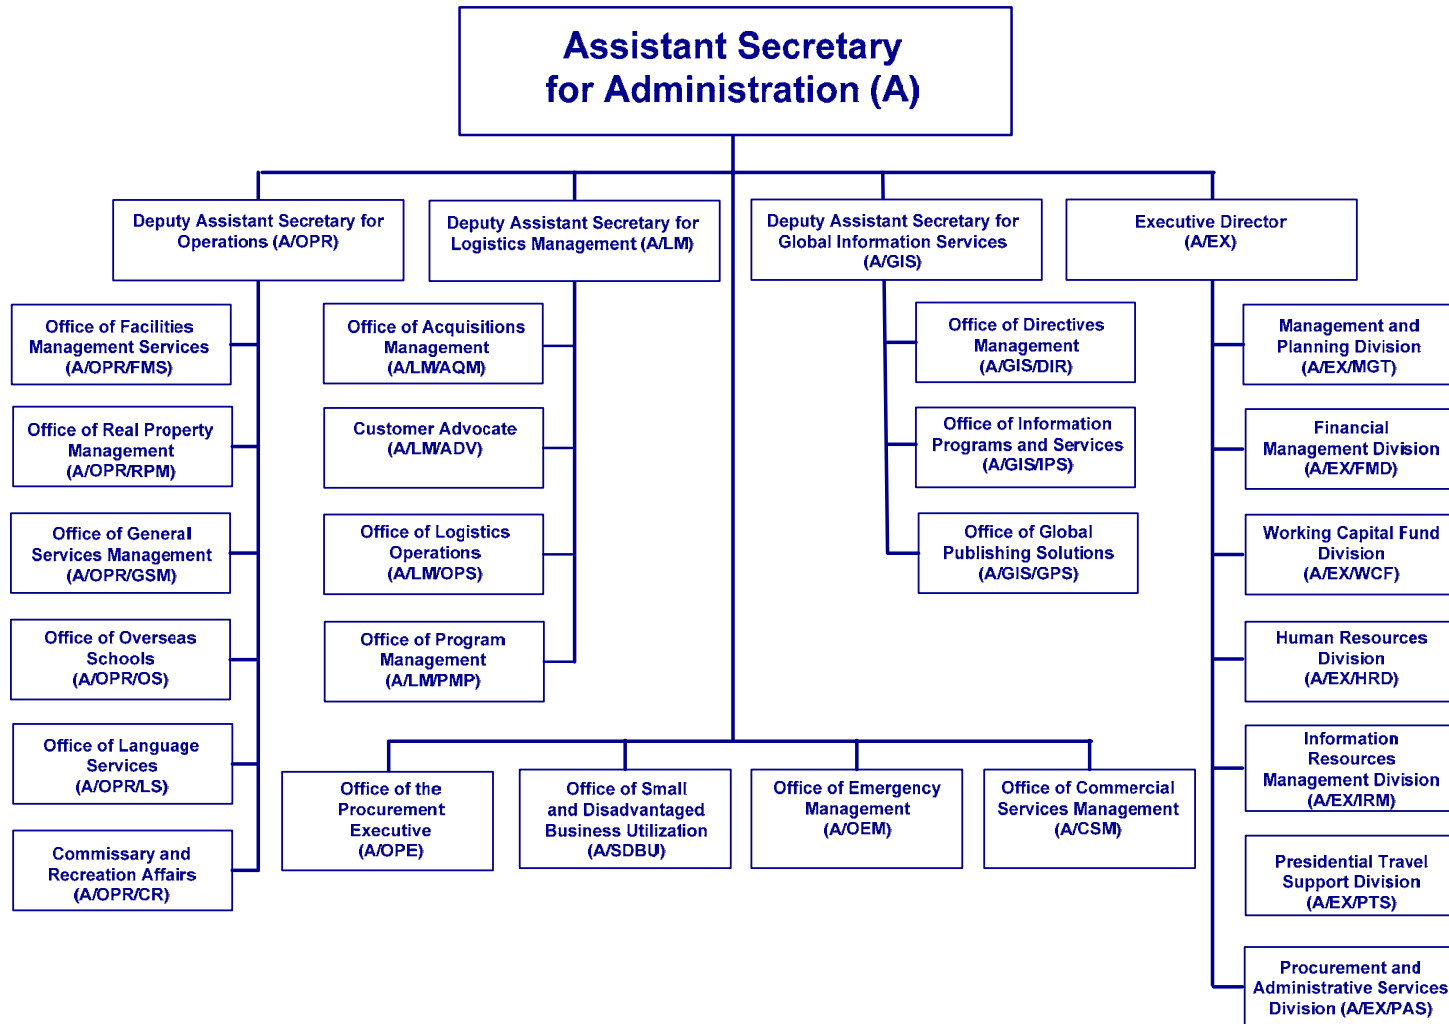 Assistant Secretary
for Administration (A)
Deputy Assistant Secretary for
Operations (A/OPR)
Deputy Assistant Secretary for
Logistics Management (A/LM)
Deputy Assistant Secretary for
Global Information Services
(A/GIS)
Executive Director
(A/EX)
Office of Facilities
Management Services
(A/OPR/FMS)
Office of Real Property
Management
(A/OPR/RPM)
Office of General
Services Management
(A/OPR/GSM)
Office of Overseas
Schools
(A/OPR/OS)
Office of Language
Services
(A/OPR/LS)
Commissary and
Recreation Affairs
(A/OPR/CR)
Office of Acquisitions
Management
(A/LM/AQM)
Customer Advocate
(A/LM/ADV)
Office of Logistics
Operations
(A/LM/OPS)
Office of Program
Management
(A/LM/PMP)
Office of Directives
Management
(A/GIS/DIR)
Office of Information
Programs and Services
(A/GIS/IPS)
Office of Global
Publishing Solutions
(A/GIS/GPS)
Management and
Planning Division
(A/EX/MGT)
Financial
Management Division
(A/EX/FMD)
Working Capital Fund
Division
(A/EX/WCF)
Human Resources
Division
(A/EX/HRD)
Information
Resources
Management Division
(A/EX/IRM)
Presidential Travel
Support Division
(A/EX/PTS)
Procurement and
Administrative Services
Division (A/EX/PAS)
Office of the
Procurement
Executive
(A/OPE)
Office of Small
and Disadvantaged
Business Utilization
(A/SDBU)
Office of Emergency
Management
(A/OEM)
Office of Commercial
Services Management
(A/CSM)